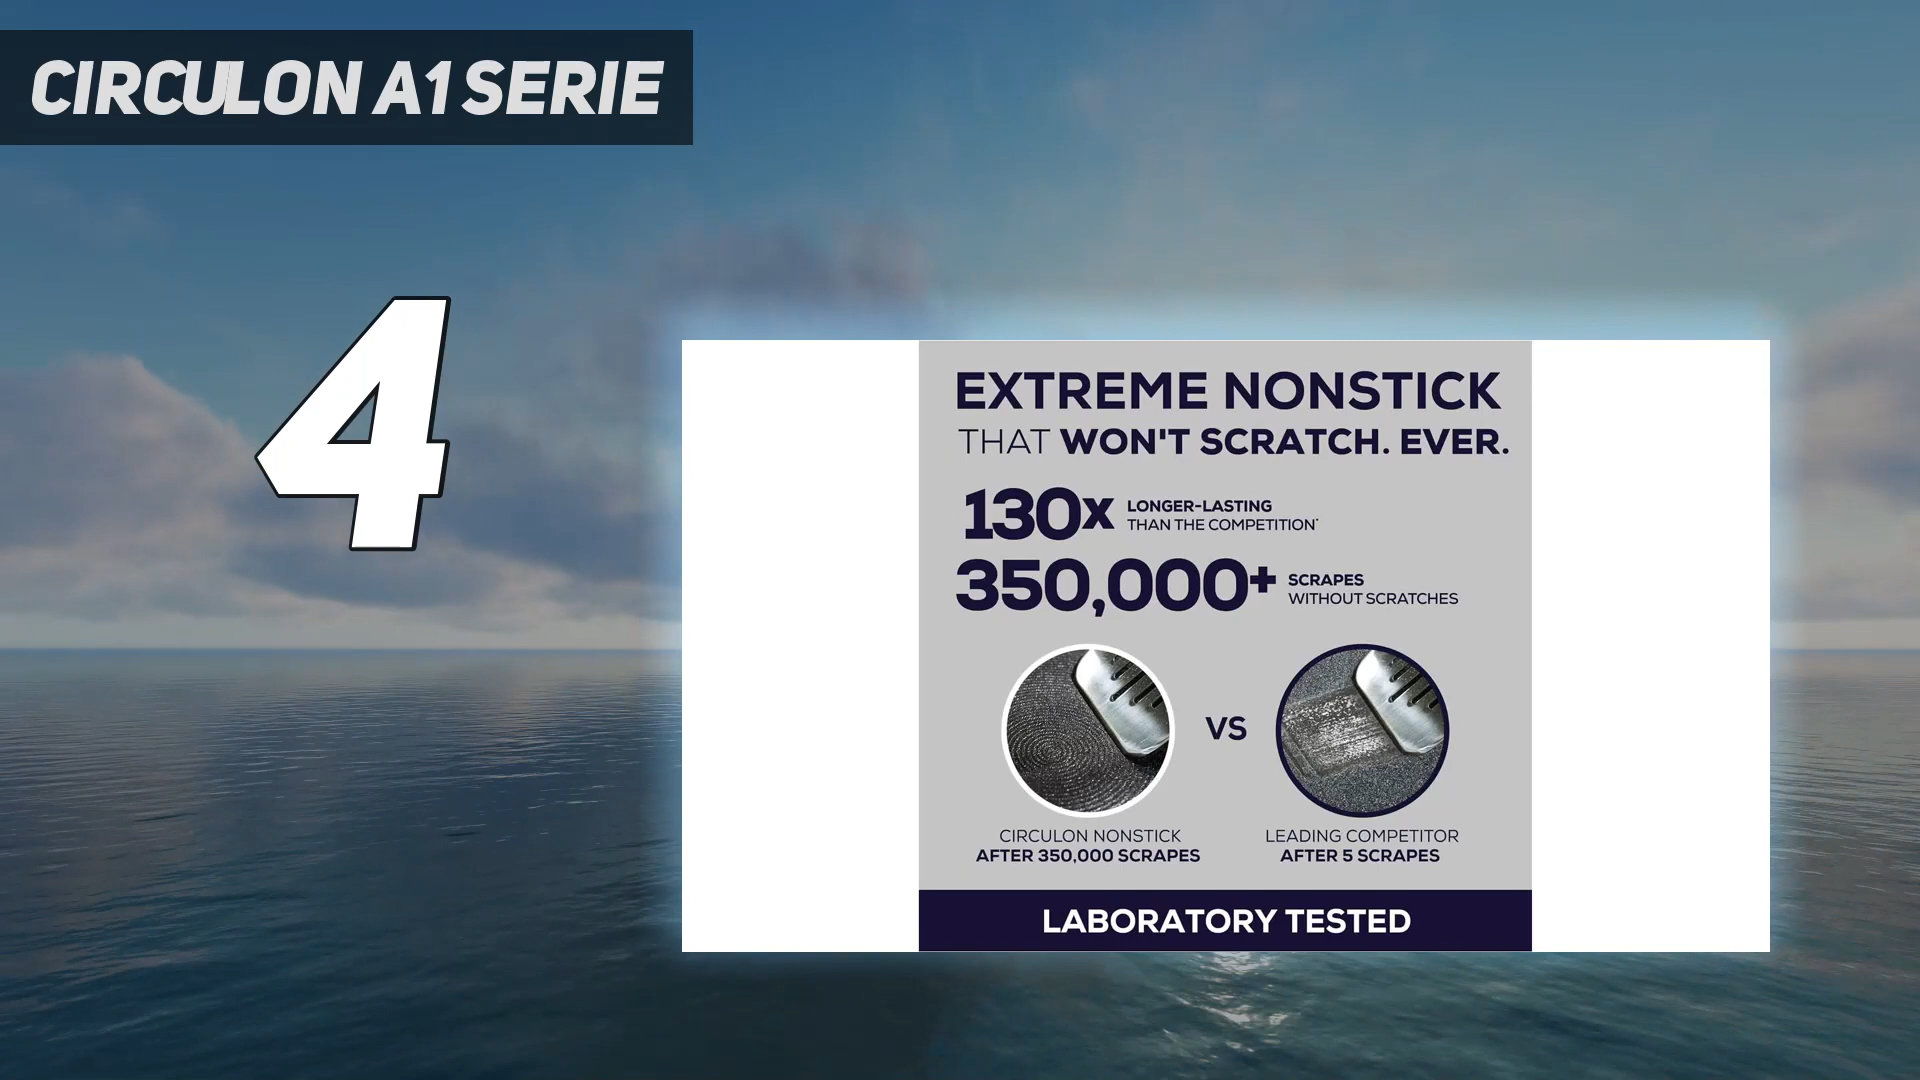 CIRCULON A1 SERIE
4
EXTREME NONSTICK
THAT WON'T SCRATCH. EVER.
130x LONGER-LASTING
THAN THE COMPETITION*
350,000+ SCRAPES
WITHOUT SCRATCHES
VS
CIRCULON NONSTICK
AFTER 350,000 SCRAPES
LEADING COMPETITOR
AFTER 5 SCRAPES
LABORATORY TESTED